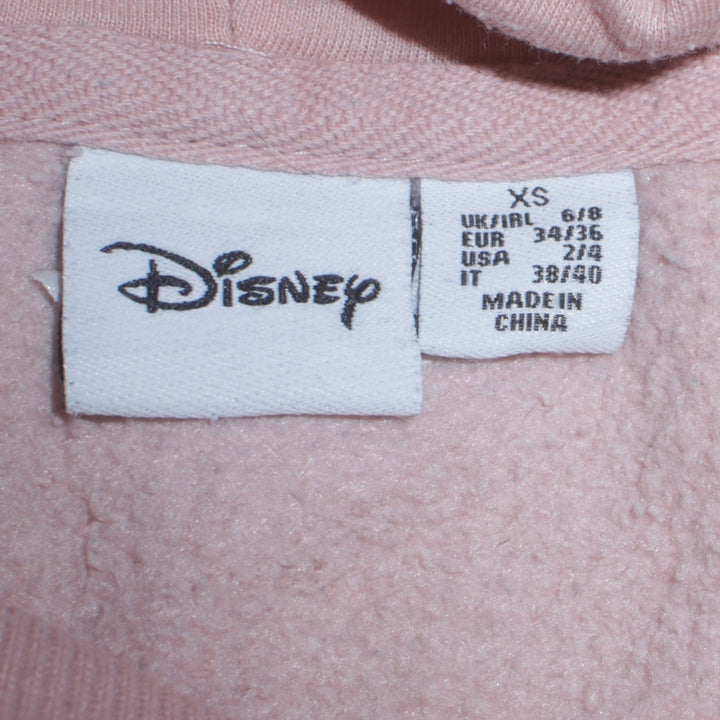 Disney
XS
UK/IRL 6/8
EUR 34/36
USA 2/4
IT 38/40
MADE IN
CHINA